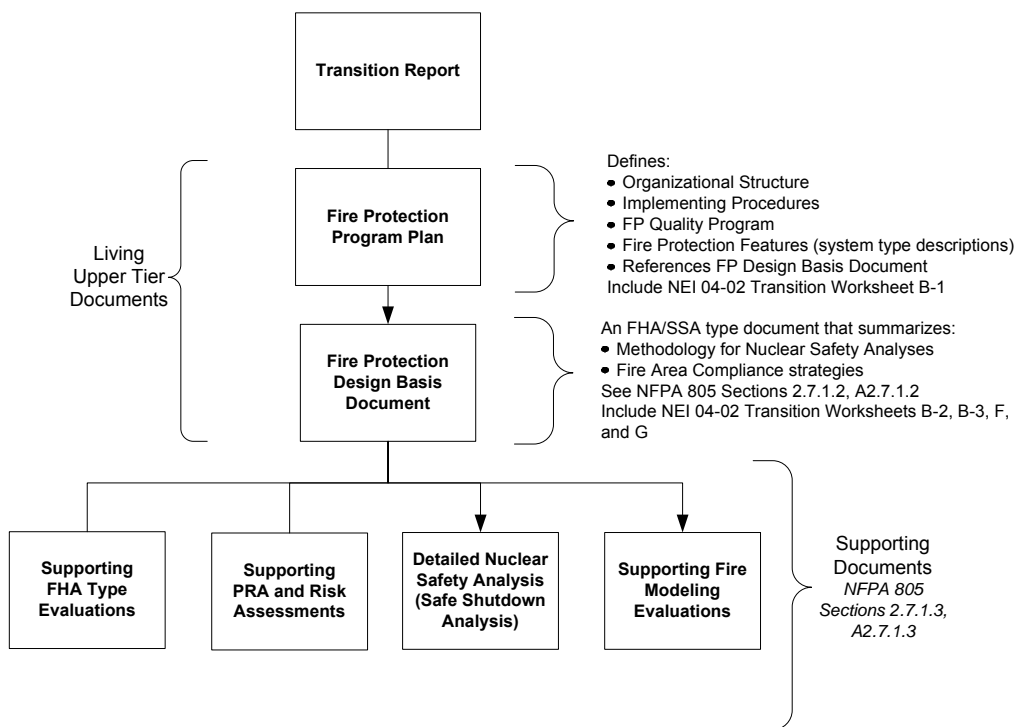 Transition Report
Defines:
• Organizational Structure
• Implementing Procedures
• FP Quality Program
• Fire Protection Features (system type descriptions)
• References FP Design Basis Document
Include NEI 04-02 Transition Worksheet B-1
Fire Protection
Program Plan
Living
Upper Tier
Documents
An FHA/SSA type document that summarizes:
• Methodology for Nuclear Safety Analyses
• Fire Area Compliance strategies
See NFPA 805 Sections 2.7.1.2, A2.7.1.2
Include NEI 04-02 Transition Worksheets B-2, B-3, F,
and G
Fire Protection
Design Basis
Document
Supporting
FHA Type
Evaluations
Supporting
PRA and Risk
Assessments
Detailed Nuclear
Safety Analysis
(Safe Shutdown
Analysis)
Supporting Fire
Modeling
Evaluations
Supporting
Documents
NFPA 805
Sections 2.7.1.3,
A2.7.1.3